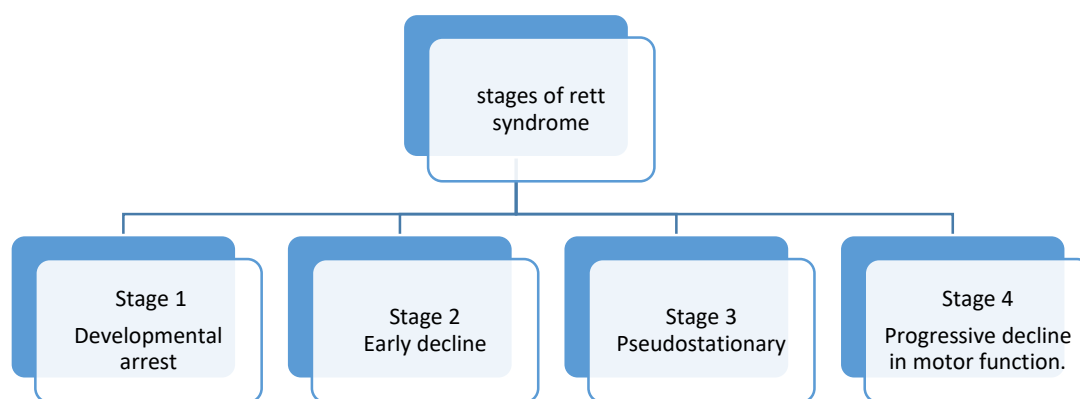 stages of rett
syndrome
Stage 1
Developmental
arrest
Stage 2
Early decline
Stage 3
Pseudostationary
Stage 4
Progressive decline
in motor function.